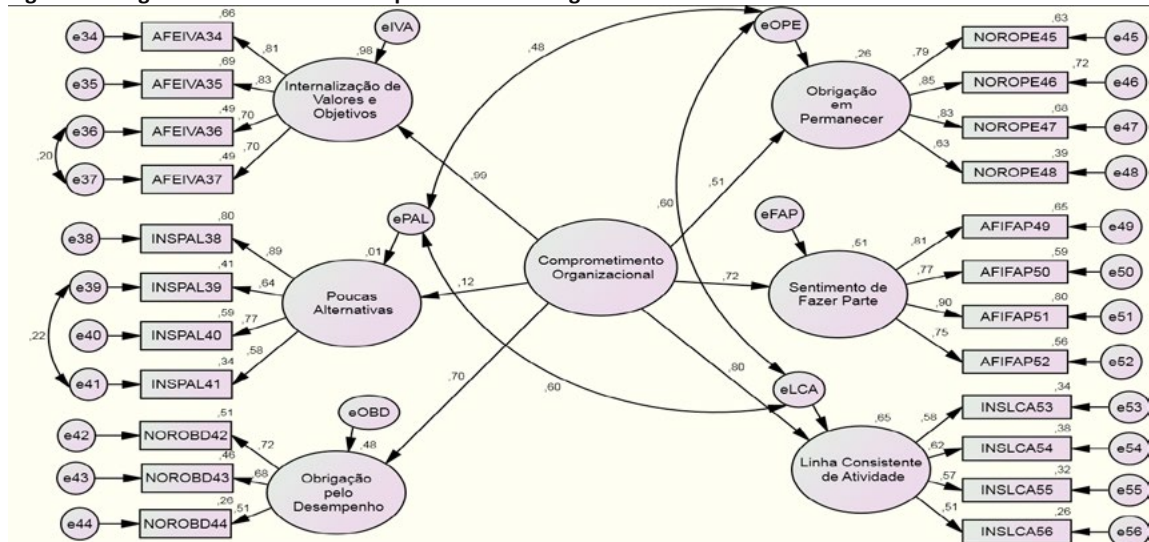 ,66
e34
AFEIVA34
,81
,69
e35
AFEIVA35
,83
,49
e36
AFEIVA36
,70
,49
e37
AFEIVA37
,70
,20
eIVA
,98
Internalização de
Valores e
Objetivos
,99
,80
e38
INSPAL38
,89
,41
e39
INSPAL39
,64
,59
e40
INSPAL40
,77
,34
e41
INSPAL41
,58
,22
ePAL
,01
Poucas
Alternativas
,12
,51
e42
NOROBD42
,72
,46
e43
NOROBD43
,68
,26
e44
NOROBD44
,51
eOBD
,48
Obrigação
pelo
Desempenho
,70
Comprometimento
Organizacional
,48
,60
,60
eOPE
,26
Obrigação
em
Permanecer
,51
,63
,79
NOROPE45
e45
,72
,85
NOROPE46
e46
,68
,83
NOROPE47
e47
,39
,63
NOROPE48
e48
eFAP
,51
Sentimento de
Fazer Parte
,72
,65
,81
AFIFAP49
e49
,59
,77
AFIFAP50
e50
,80
,90
AFIFAP51
e51
,56
,75
AFIFAP52
e52
eLCA
,65
Linha Consistente
de Atividade
,80
,34
,58
INSLCA53
e53
,38
,62
INSLCA54
e54
,32
,57
INSLCA55
e55
,26
,51
INSLCA56
e56